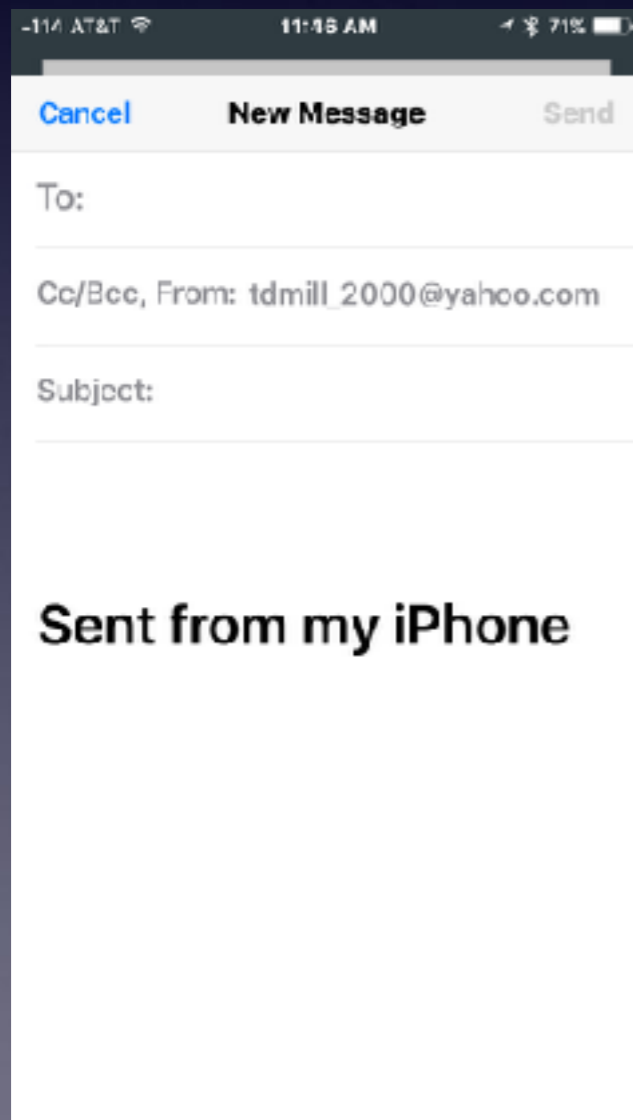 -114 AT&T 11:46 AM 71%
Cancel New Message Send
To:
Cc/Bcc, From: tdmill_2000@yahoo.com
Subject:
Sent from my iPhone